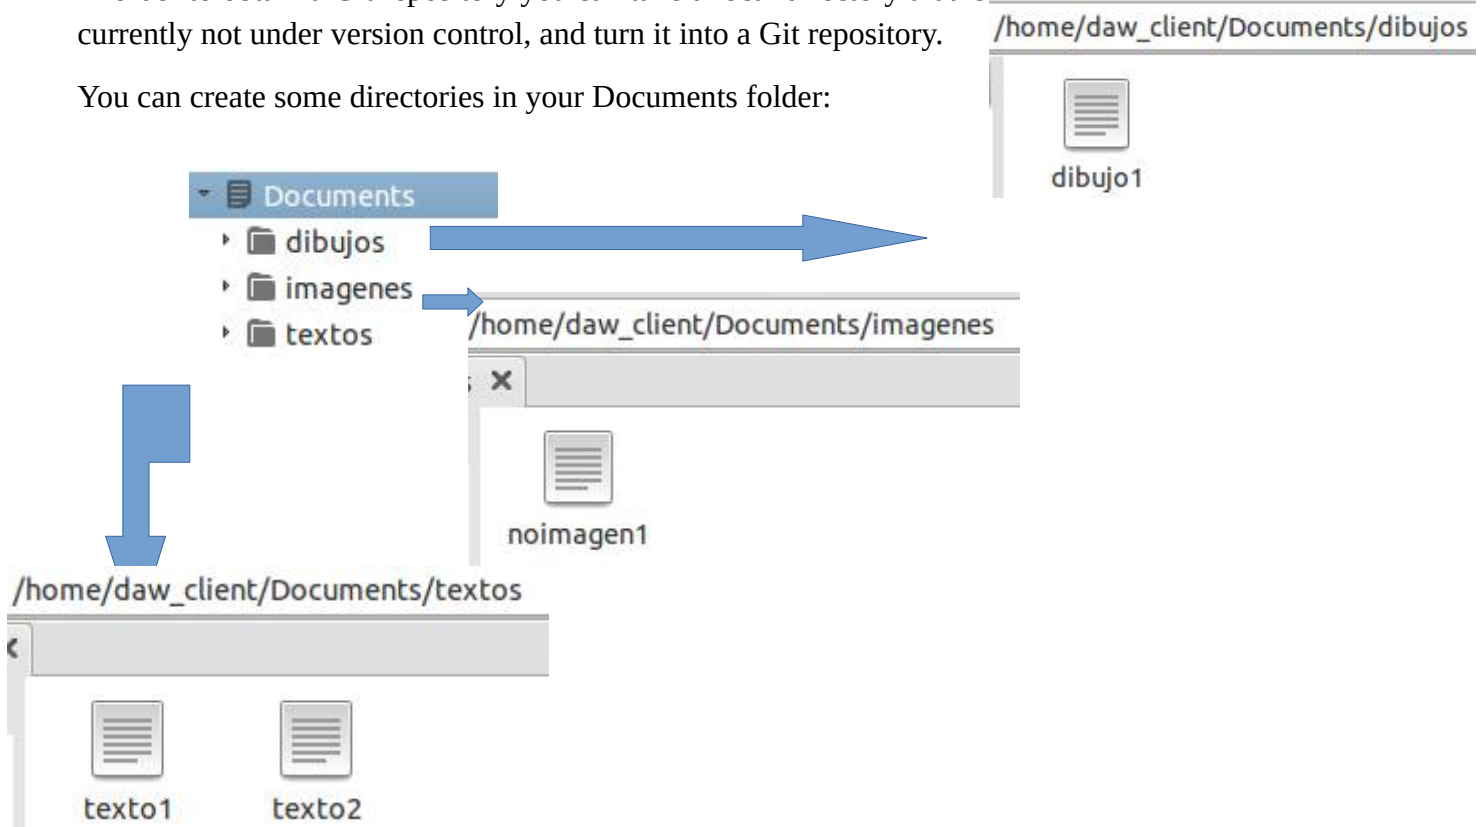 currently not under version control, and turn it into a Git repository.
You can create some directories in your Documents folder:
/home/daw_client/Documents/dibujos
dibujo1
Documents
dibujos
imagenes
textos
/home/daw_client/Documents/imagenes
noimagen1
/home/daw_client/Documents/textos
texto1
texto2